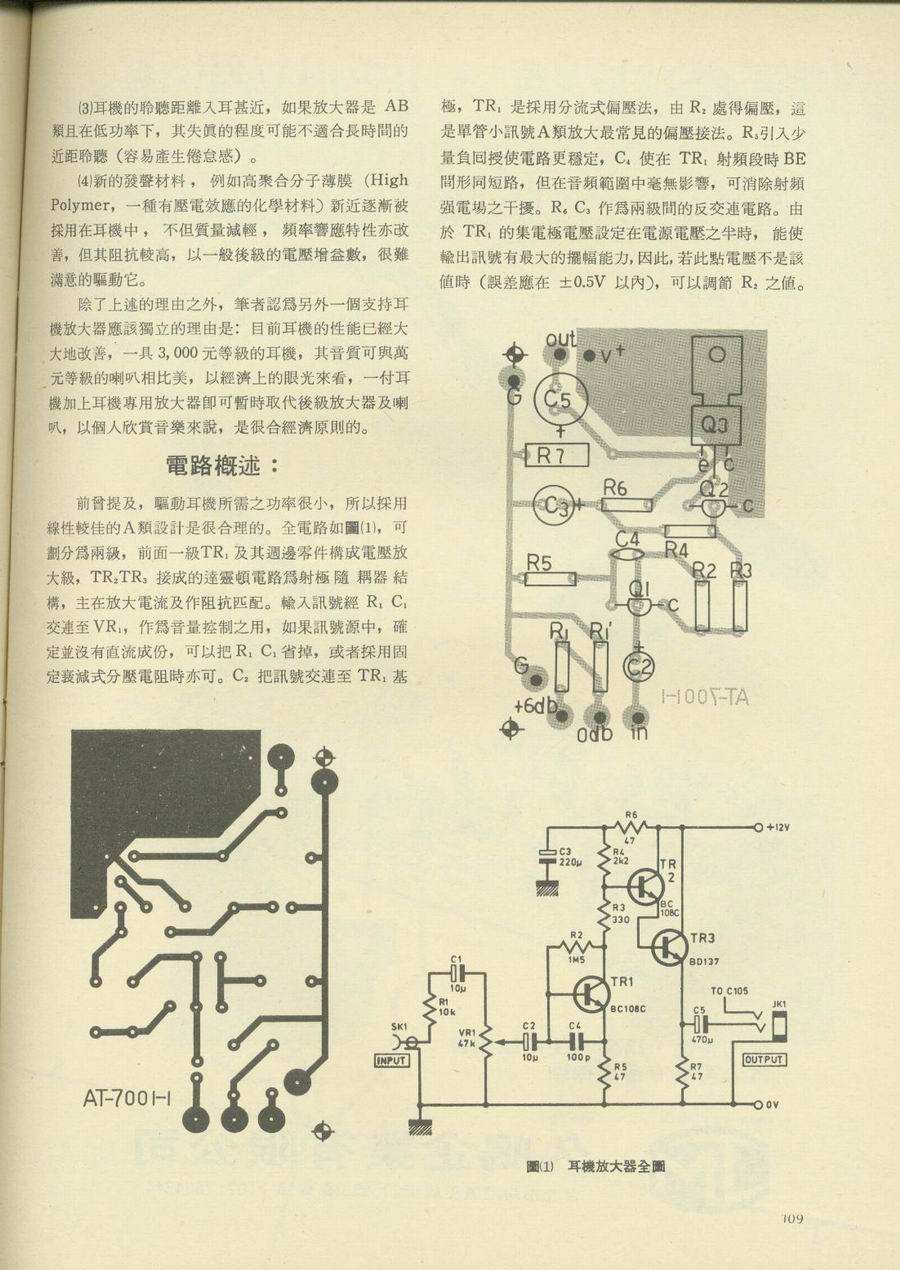 ⑶耳機的聆聽距離入耳甚近，如果放大器是 AB
類且在低功率下，其失眞的程度可能不適合長時間的
近距聆聽（容易產生倦怠感）。
⑷新的發聲材料，例如高聚合分子薄膜（High
Polymer，一種有壓電效應的化學材料）新近逐漸被
採用在耳機中，不但質量減輕，頻率響應特性亦改
善，但其阻抗較高，以一般後級的電壓增益數，很難
滿意的驅動它。
除了上述的理由之外，筆者認爲另外一個支持耳
機放大器應該獨立的理由是：目前耳機的性能已經大
大地改善，一具 3,000 元等級的耳機，其音質可與萬
元等級的喇叭相比美，以經濟上的眼光來看，一付耳
機加上耳機專用放大器卽可暫時取代後級放大器及喇
叭，以個人欣賞音樂來說，是很合經濟原則的。
電路概述：
前曾提及，驅動耳機所需之功率很小，所以採用
線性較佳的A類設計是很合理的。全電路如圖⑴，可
劃分爲兩級，前面一級TR₁及其週邊零件構成電壓放
大級，TR₂TR₃ 接成的達靈頓電路爲射極隨耦器結
構，主在放大電流及作阻抗匹配。輸入訊號經 R₁ C₁
交連至VR₁，作爲音量控制之用，如果訊號源中，確
定並沒有直流成份，可以把 R₁ C₁ 省掉，或者採用固
定衰減式分壓電阻時亦可。C₂ 把訊號交連至 TR₁ 基
極，TR₁ 是採用分流式偏壓法，由 R₂ 處得偏壓，這
是單管小訊號A類放大最常見的偏壓接法。R₅引入少
量負回授使電路更穩定，C₄ 使在 TR₁ 射頻段時 BE
間形同短路，但在音頻範圍中毫無影響，可消除射頻
强電場之干擾。R₆ C₃ 作爲兩級間的反交連電路。由
於 TR₁ 的集電極電壓設定在電源電壓之半時，能使
輸出訊號有最大的擺幅能力,因此,若此點電壓不是該
值時（誤差應在 ±0.5V 以內），可以調節 R₂ 之値。
out
V+
G
C5
+
Q3
e c
R7
R6
Q2
C3
+
c
C4
R4
R5
R2
R3
Q1
c
R1
R1'
+
C2
G
+6db
0db
in
AT-7001-1
AT-7001-1
R6
47
+12V
C3
220µ
R4
2k2
TR
2
BC
108C
R3
330
R2
1M5
TR3
BD137
C1
10µ
TR1
BC108C
TO C105
JK1
R1
10k
SK1
INPUT
VR1
47k
C2
10µ
C4
100p
C5
470µ
OUTPUT
R5
47
R7
47
0V
圖⑴ 耳機放大器全圖
109